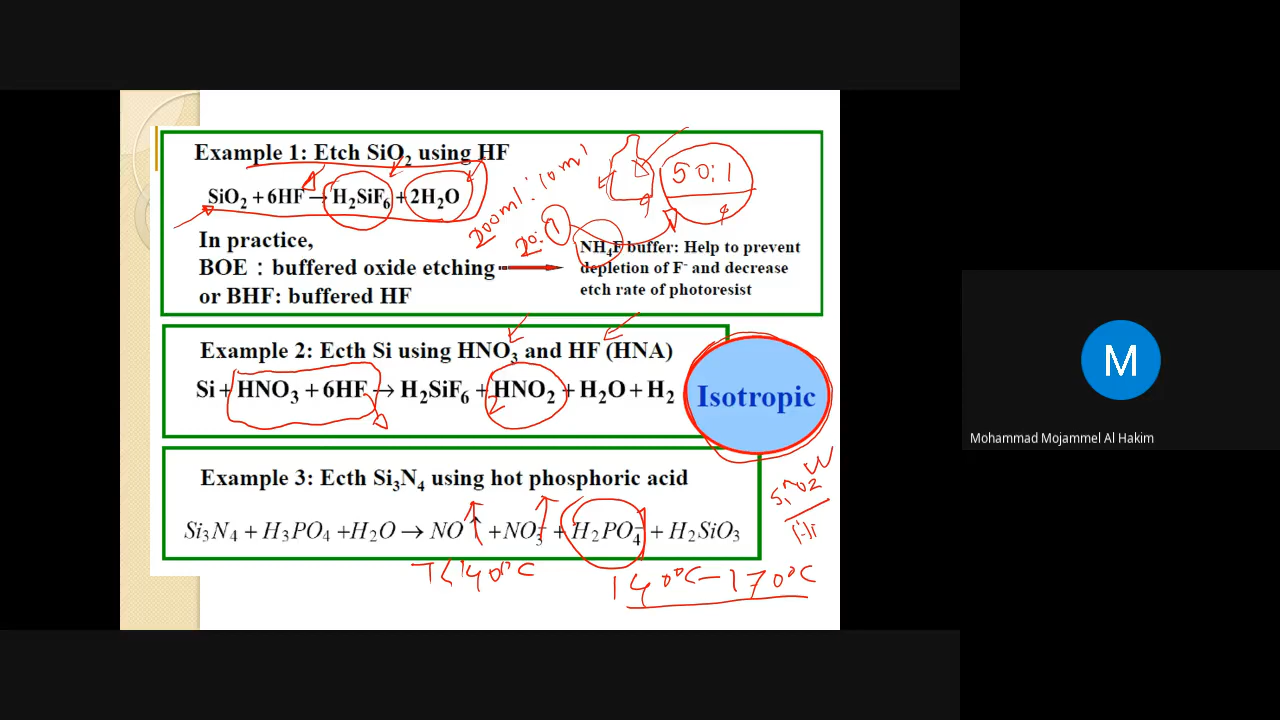 Example 1: Etch SiO₂ using HF
SiO₂ + 6HF → H₂SiF₆ + 2H₂O
200ml : 10ml
50:1
20:1
In practice,
BOE : buffered oxide etching
or BHF: buffered HF
NH₄F buffer: Help to prevent
depletion of F⁻ and decrease
etch rate of photoresist
Example 2: Ecth Si using HNO₃ and HF (HNA)
Si + HNO₃ + 6HF → H₂SiF₆ + HNO₂ + H₂O + H₂
2
Isotropic
Example 3: Ecth Si₃N₄ using hot phosphoric acid
Si₃N₄ + H₃PO₄ + H₂O → NO + NO₃⁻ + H₂PO₄⁻ + H₂SiO₃
T<140°C
140°C-170°C
M
Mohammad Mojammel Al Hakim